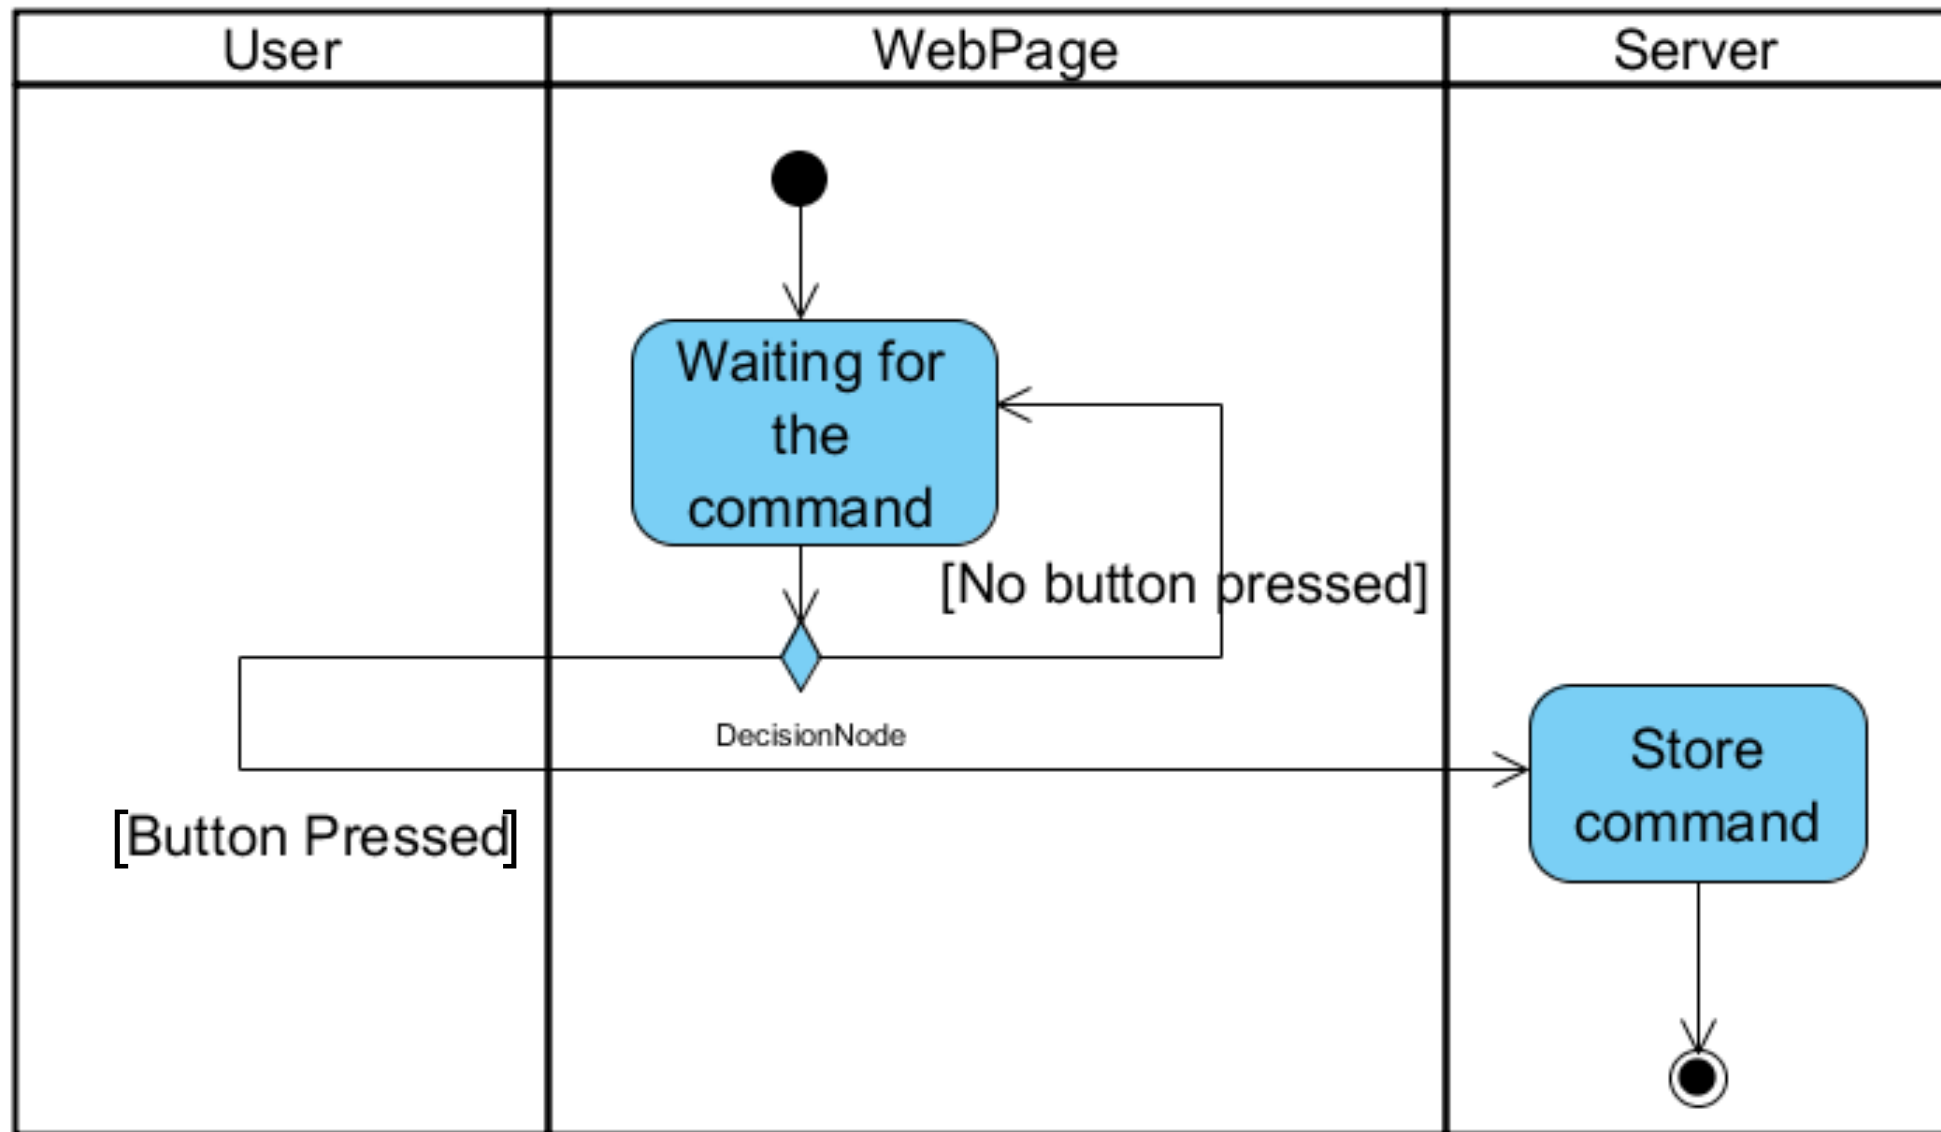 User
WebPage
Server
Waiting for
the
command
[No button pressed]
DecisionNode
[Button Pressed]
Store
command